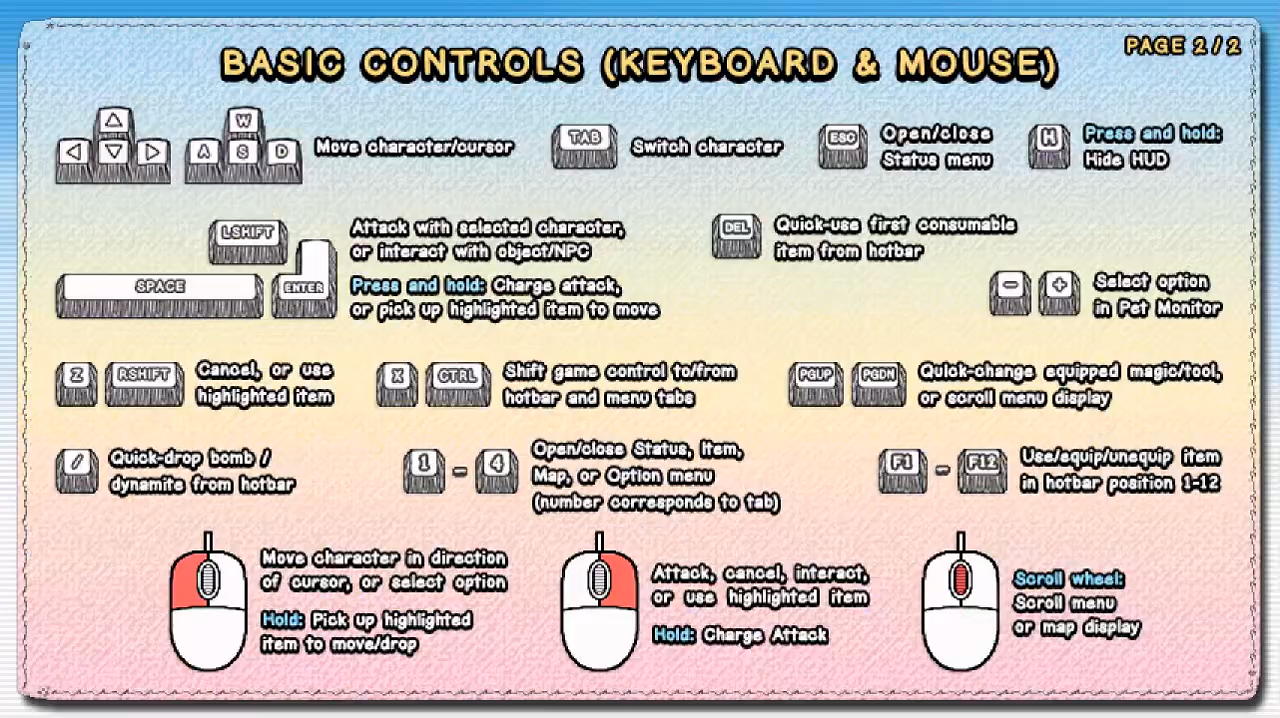 PAGE 2 / 2
BASIC CONTROLS (KEYBOARD & MOUSE)
W
A S D
Move character/cursor
TAB
Switch character
ESC
Open/close
Status menu
H
Press and hold:
Hide HUD
LSHIFT
SPACE
ENTER
Attack with selected character,
or interact with object/NPC
Press and hold: Charge attack,
or pick up highlighted item to move
DEL
Quick-use first consumable
item from hotbar
- +
Select option
in Pet Monitor
Z RSHIFT
Cancel, or use
highlighted item
X CTRL
Shift game control to/from
hotbar and menu tabs
PGUP PGDN
Quick-change equipped magic/tool,
or scroll menu display
/
Quick-drop bomb /
dynamite from hotbar
1 - 4
Open/close Status, Item,
Map, or Option menu
(number corresponds to tab)
F1 - F12
Use/equip/unequip item
in hotbar position 1-12
Move character in direction
of cursor, or select option
Hold: Pick up highlighted
item to move/drop
Attack, cancel, interact,
or use highlighted item
Hold: Charge Attack
Scroll wheel:
Scroll menu
or map display